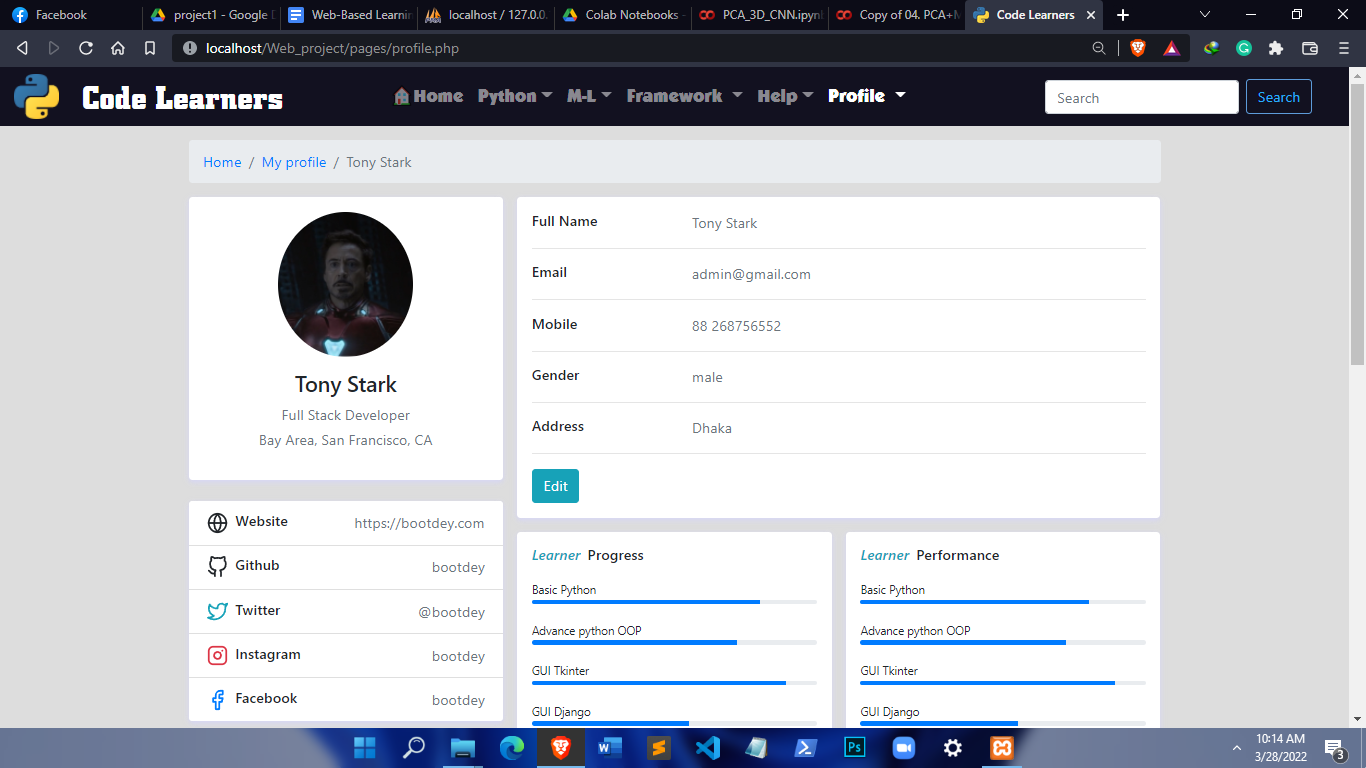 Facebook
project1 - Google D
Web-Based Learnin
localhost / 127.0.0.
Colab Notebooks -
PCA_3D_CNN.ipynb
Copy of 04. PCA+M
Code Learners
localhost/Web_project/pages/profile.php
Code Learners
Home Python M-L Framework Help Profile
Search
Search
Home / My profile / Tony Stark
Tony Stark
Full Stack Developer
Bay Area, San Francisco, CA
Full Name Tony Stark
Email admin@gmail.com
Mobile 88 268756552
Gender male
Address Dhaka
Edit
Website https://bootdey.com
Github bootdey
Twitter @bootdey
Instagram bootdey
Facebook bootdey
Learner Progress
Basic Python
Advance python OOP
GUI Tkinter
GUI Django
Learner Performance
Basic Python
Advance python OOP
GUI Tkinter
GUI Django
10:14 AM
3/28/2022
3